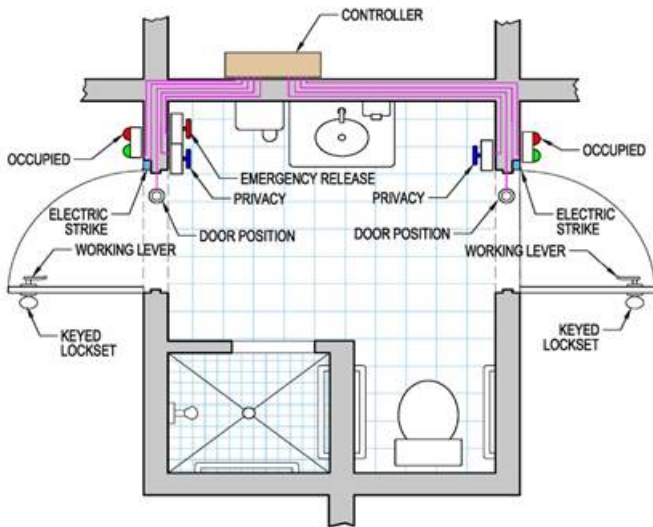 CONTROLLER
OCCUPIED
OCCUPIED
EMERGENCY RELEASE
PRIVACY
PRIVACY
ELECTRIC
STRIKE
ELECTRIC
STRIKE
DOOR POSITION
DOOR POSITION
WORKING LEVER
WORKING LEVER
KEYED
LOCKSET
KEYED
LOCKSET